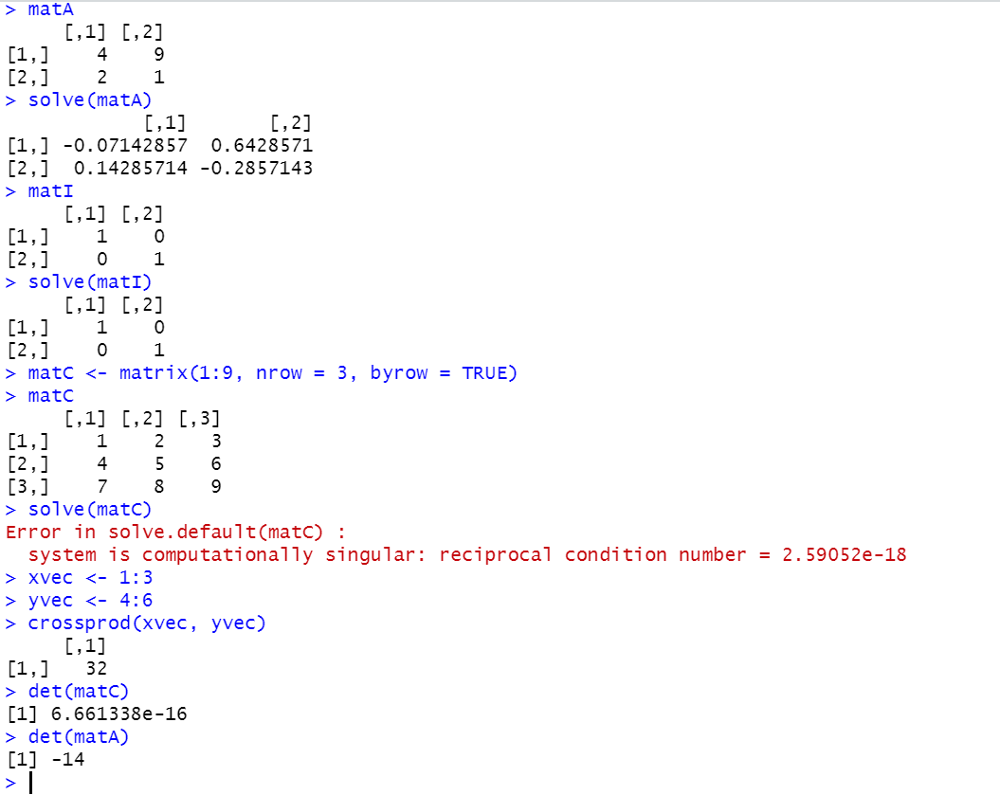 > matA
     [,1] [,2]
[1,]    4    9
[2,]    2    1
> solve(matA)
            [,1]       [,2]
[1,] -0.07142857  0.6428571
[2,]  0.14285714 -0.2857143
> matI
     [,1] [,2]
[1,]    1    0
[2,]    0    1
> solve(matI)
     [,1] [,2]
[1,]    1    0
[2,]    0    1
> matC <- matrix(1:9, nrow = 3, byrow = TRUE)
> matC
     [,1] [,2] [,3]
[1,]    1    2    3
[2,]    4    5    6
[3,]    7    8    9
> solve(matC)
Error in solve.default(matC) :
  system is computationally singular: reciprocal condition number = 2.59052e-18
> xvec <- 1:3
> yvec <- 4:6
> crossprod(xvec, yvec)
     [,1]
[1,]   32
> det(matC)
[1] 6.661338e-16
> det(matA)
[1] -14
>